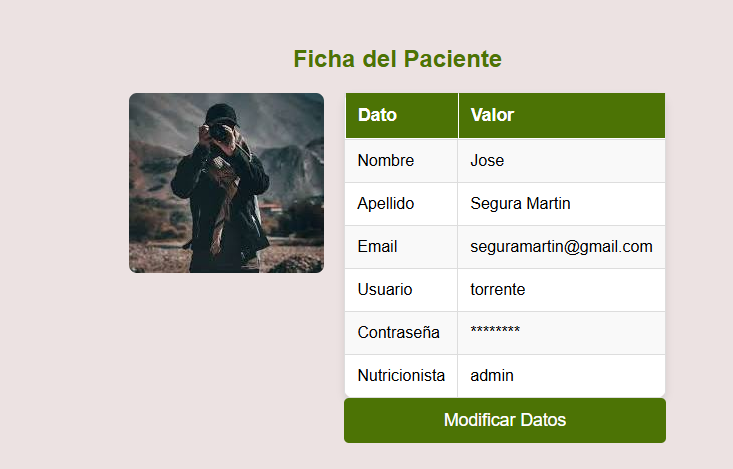 Ficha del Paciente
Dato Valor
Nombre Jose
Apellido Segura Martin
Email seguramartin@gmail.com
Usuario torrente
Contraseña ********
Nutricionista admin
Modificar Datos